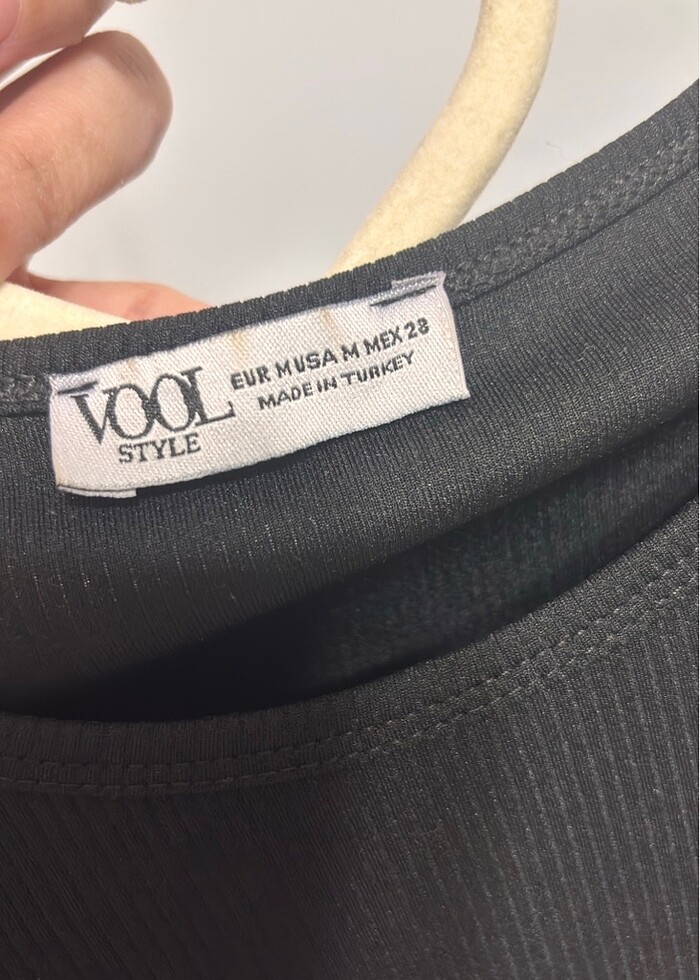 VOOL
STYLE
EUR M USA M MEX 28
MADE IN TURKEY